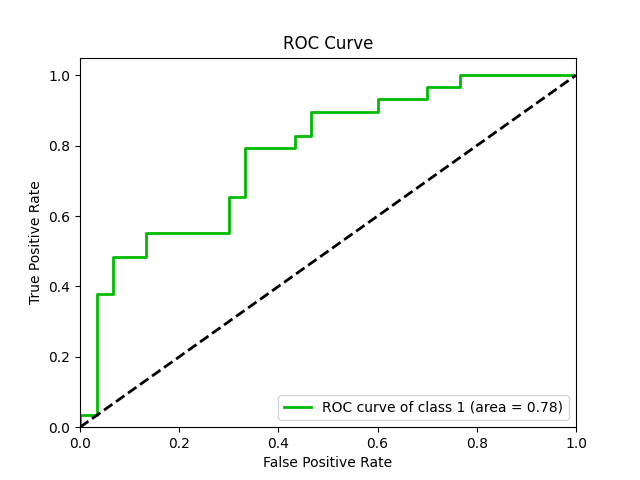 ROC Curve
True Positive Rate
1.0
0.8
0.6
0.4
0.2
0.0
ROC curve of class 1 (area = 0.78)
0.0 0.2 0.4 0.6 0.8 1.0
False Positive Rate